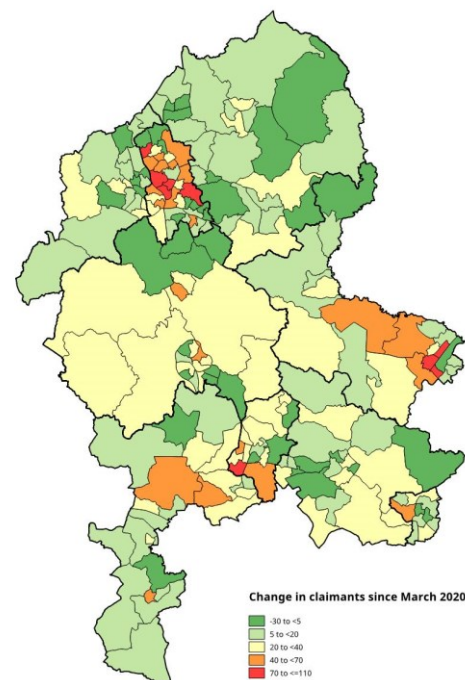 Change in claimants since March 2020
-30 to <5
5 to <20
20 to <40
40 to <70
70 to <=110